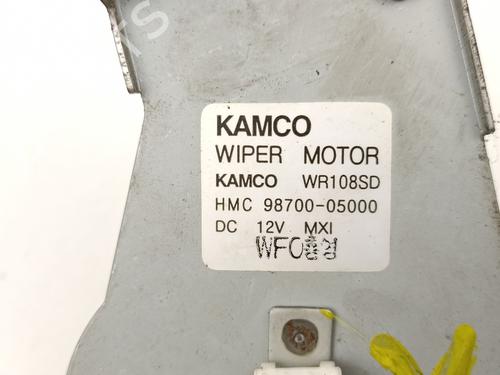 KAMCO
WIPER MOTOR
KAMCO WR108SD
HMC 98700-05000
DC 12V MXI